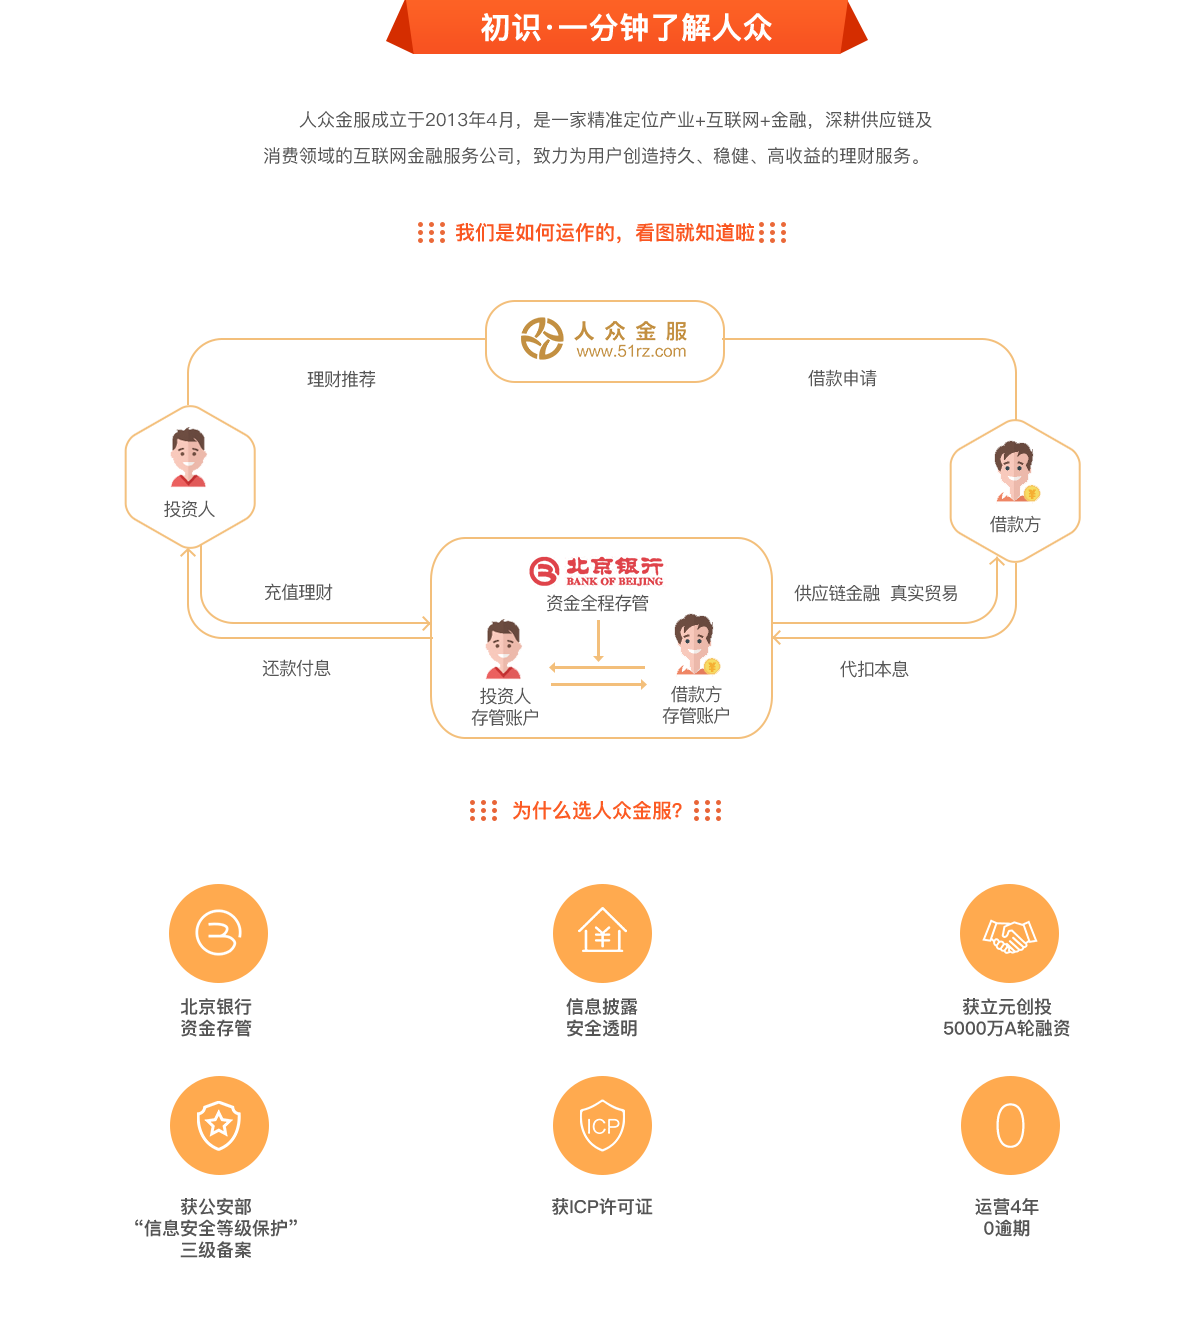 初识·一分钟了解人众
人众金服成立于2013年4月，是一家精准定位产业+互联网+金融，深耕供应链及
消费领域的互联网金融服务公司，致力为用户创造持久、稳健、高收益的理财服务。
我们是如何运作的，看图就知道啦
人众金服
www.51rz.com
理财推荐
借款申请
投资人
借款方
北京银行
BANK OF BEIJING
资金全程存管
充值理财
供应链金融 真实贸易
还款付息
代扣本息
投资人
存管账户
借款方
存管账户
为什么选人众金服?
北京银行
资金存管
信息披露
安全透明
获立元创投
5000万A轮融资
ICP
0
获公安部
“信息安全等级保护”
三级备案
获ICP许可证
运营4年
0逾期